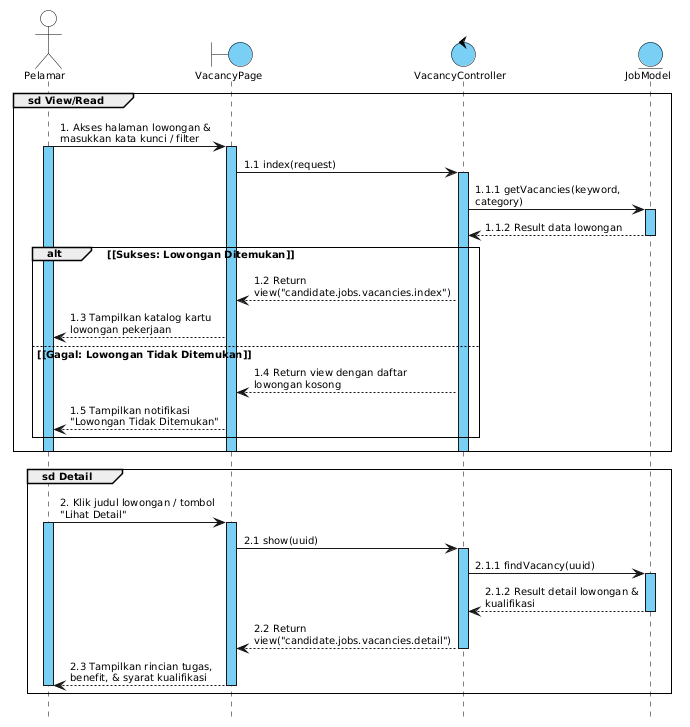 Pelamar
VacancyPage
VacancyController
JobModel
sd View/Read
1. Akses halaman lowongan &
masukkan kata kunci / filter
1.1 index(request)
1.1.1 getVacancies(keyword,
category)
1.1.2 Result data lowongan
alt
[[Sukses: Lowongan Ditemukan]]
1.2 Return
view("candidate.jobs.vacancies.index")
1.3 Tampilkan katalog kartu
lowongan pekerjaan
[[Gagal: Lowongan Tidak Ditemukan]]
1.4 Return view dengan daftar
lowongan kosong
1.5 Tampilkan notifikasi
"Lowongan Tidak Ditemukan"
sd Detail
2. Klik judul lowongan / tombol
"Lihat Detail"
2.1 show(uuid)
2.1.1 findVacancy(uuid)
2.1.2 Result detail lowongan &
kualifikasi
2.2 Return
view("candidate.jobs.vacancies.detail")
2.3 Tampilkan rincian tugas,
benefit, & syarat kualifikasi